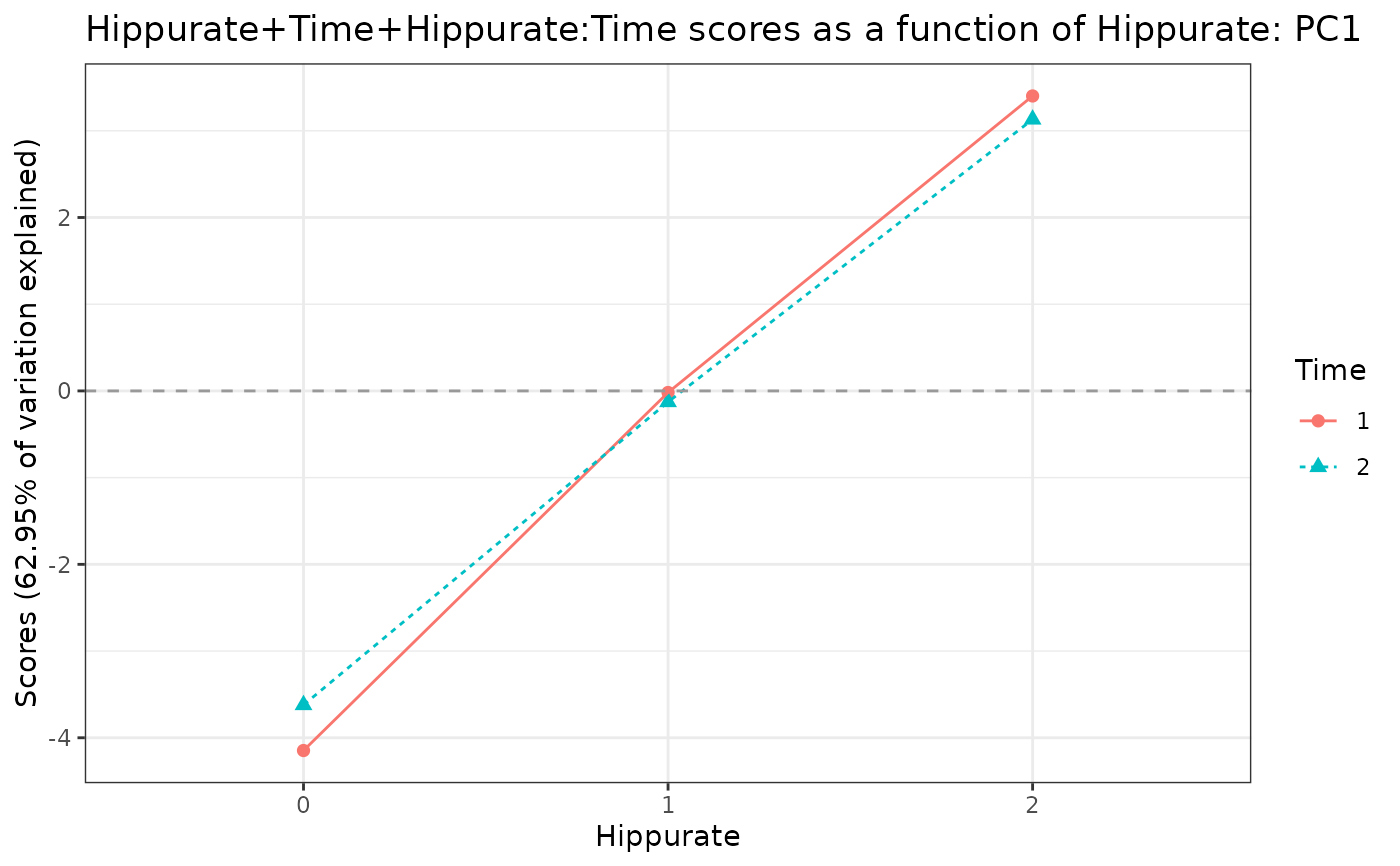 Hippurate+Time+Hippurate:Time scores as a function of Hippurate: PC1
Scores (62.95% of variation explained)
2
0
-2
-4
0
1
2
Hippurate
Time
1
2